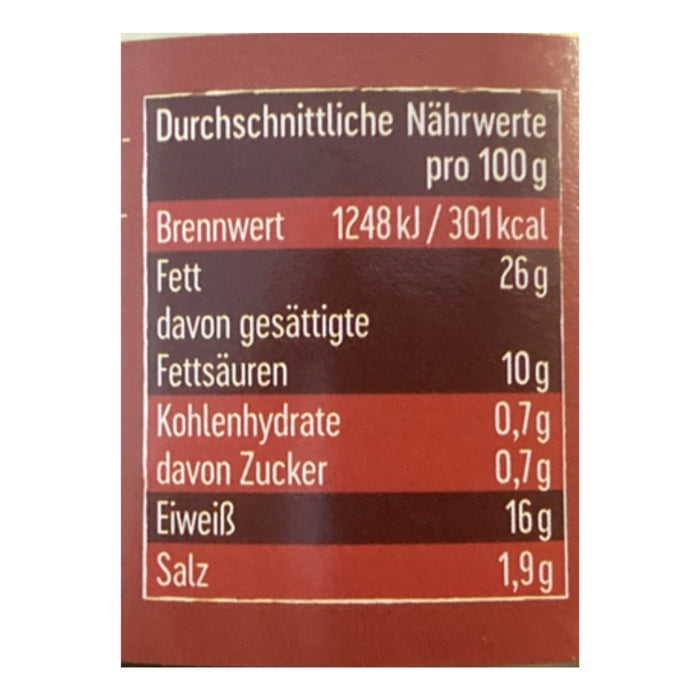 Durchschnittliche Nährwerte
pro 100 g
Brennwert 1248 kJ / 301 kcal
Fett 26 g
davon gesättigte
Fettsäuren 10 g
Kohlenhydrate 0,7 g
davon Zucker 0,7 g
Eiweiß 16 g
Salz 1,9 g